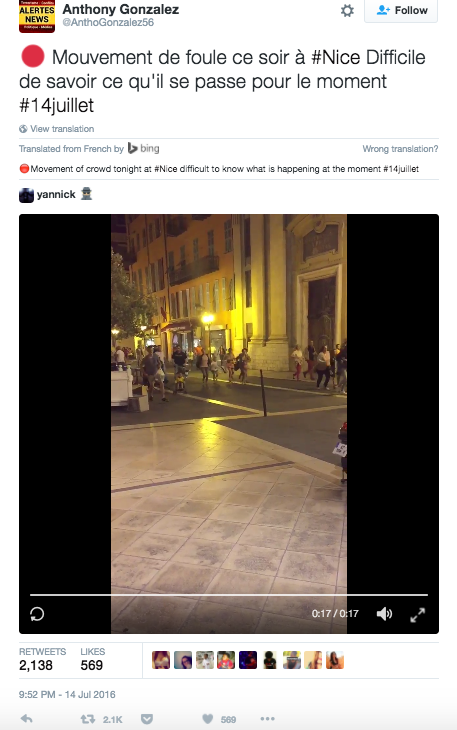 Anthony Gonzalez
@AnthoGonzalez56
Follow
ALERTES
NEWS
🔴 Mouvement de foule ce soir à #Nice Difficile
de savoir ce qu'il se passe pour le moment
#14juillet
View translation
Translated from French by bing
Wrong translation?
🔴Movement of crowd tonight at #Nice difficult to know what is happening at the moment #14juillet
yannick
0:17 / 0:17
RETWEETS
2,138
LIKES
569
9:52 PM - 14 Jul 2016
2.1K
569